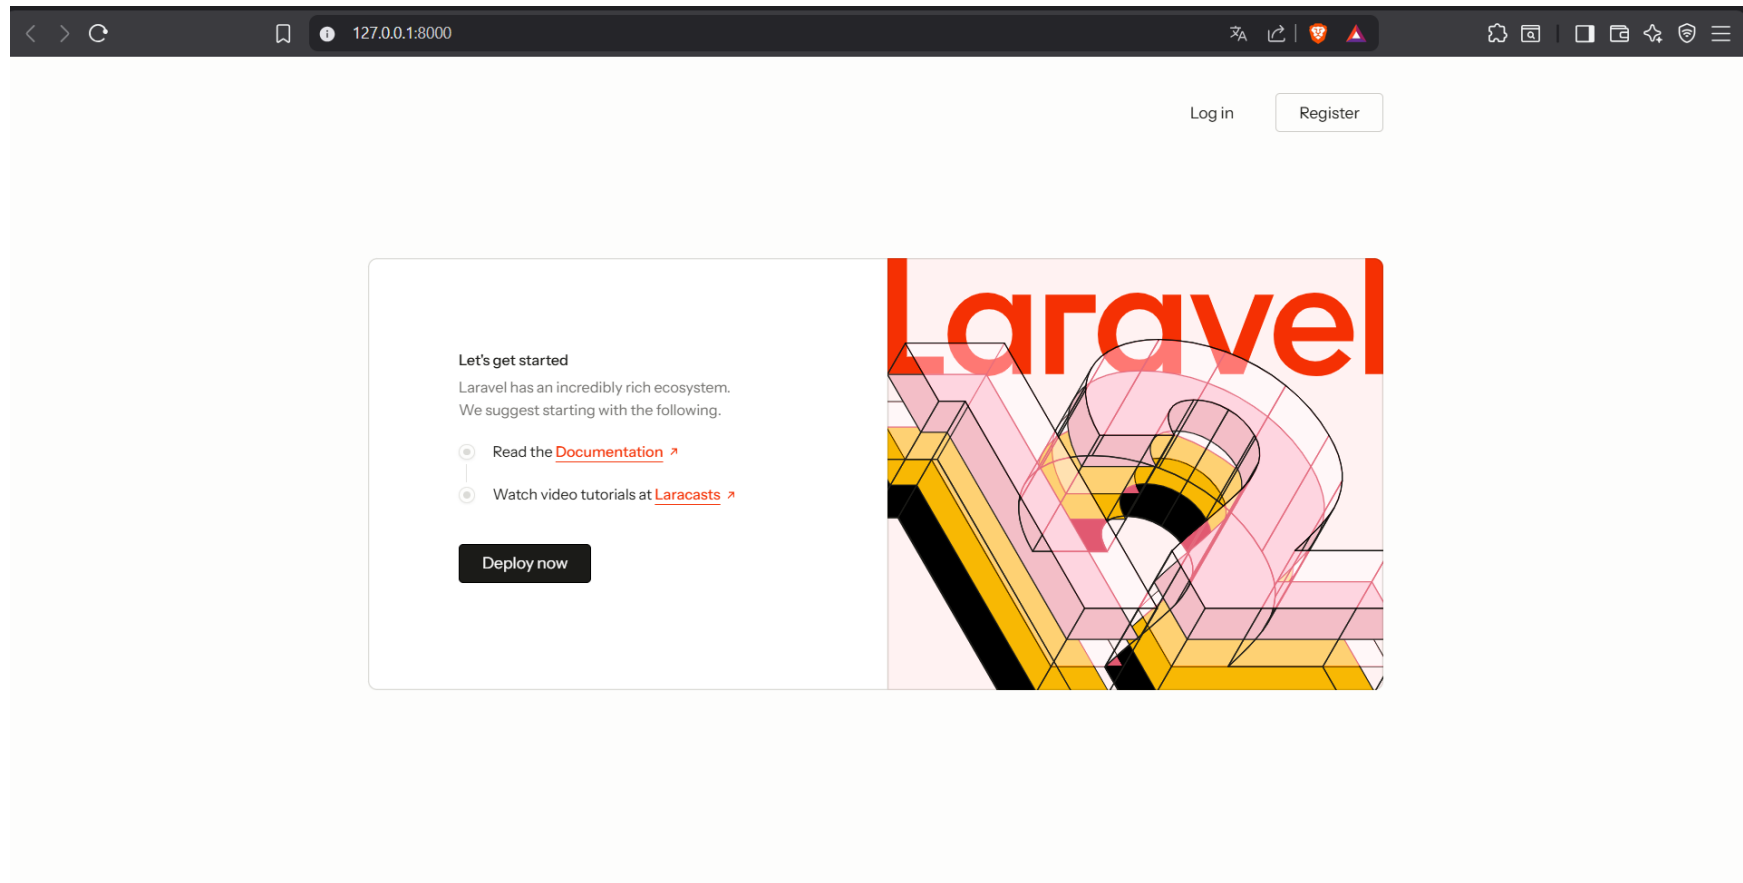 127.0.0.1:8000
Log in
Register
Let's get started
Laravel has an incredibly rich ecosystem.
We suggest starting with the following.
Read the Documentation
Watch video tutorials at Laracasts
Deploy now
Laravel